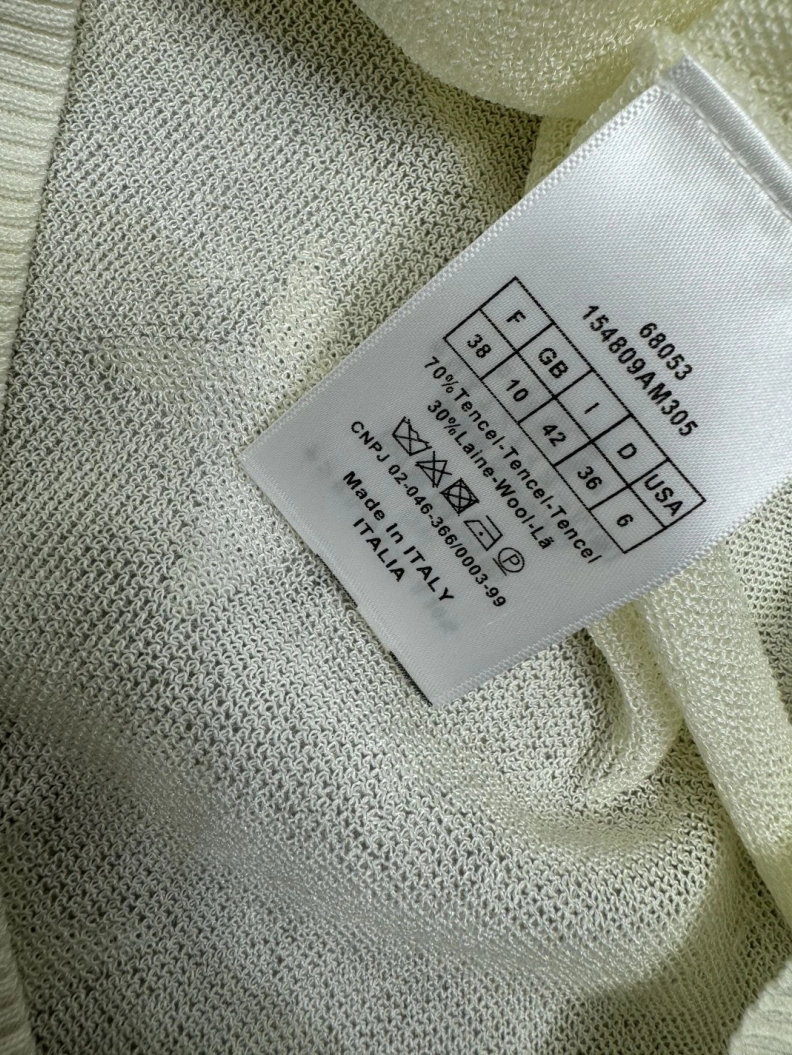 68053
154809AM305
F GB I D USA
38 10 42 36 6
70%Tencel-Tencel-Tencel
30%Laine-Wool-Lã
P
CNPJ 02-046-366/0003-99
Made In ITALY
ITALIA